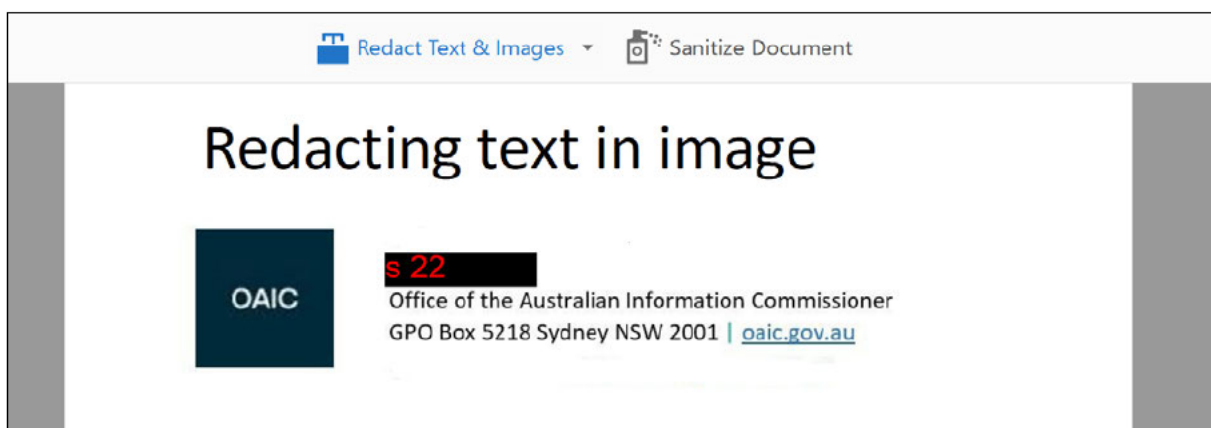 Redact Text & Images Sanitize Document
Redacting text in image
OAIC
s 22
Office of the Australian Information Commissioner
GPO Box 5218 Sydney NSW 2001 | oaic.gov.au